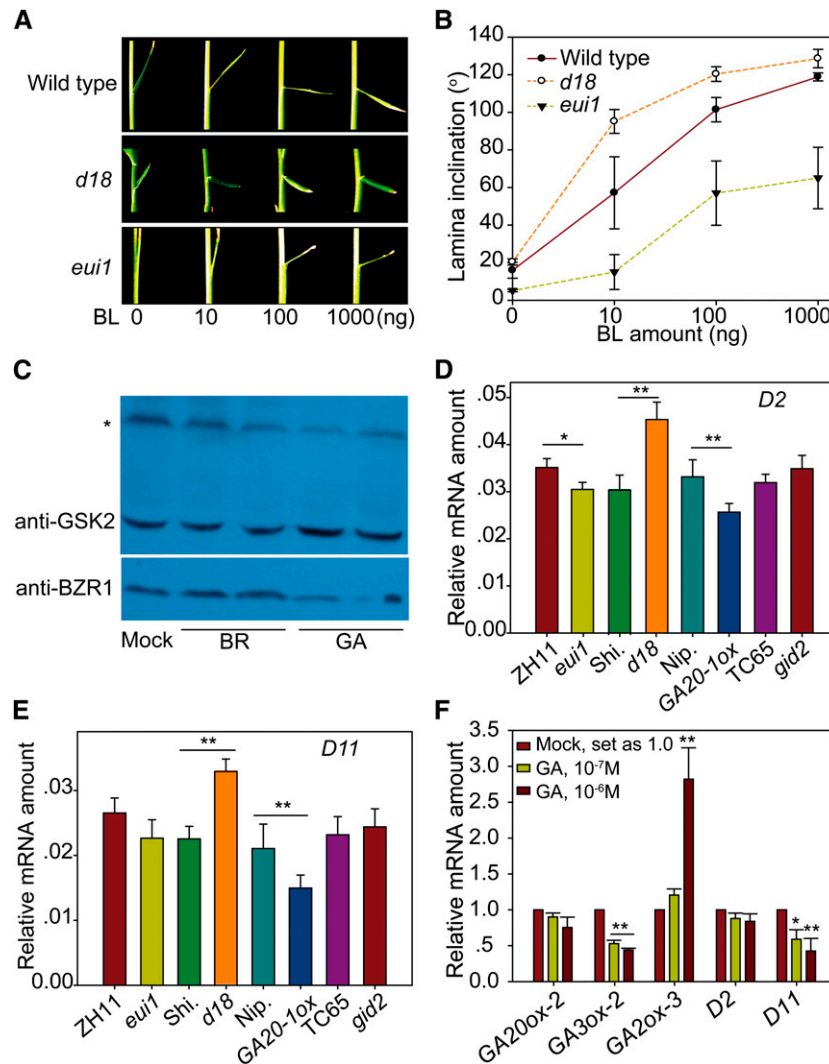 A
Wild type
d18
eui1
BL 0 10 100 1000 (ng)
B
Lamina inclination (o)
140
120
100
80
60
40
20
0
Wild type
d18
eui1
0 10 100 1000
BL amount (ng)
C
*
anti-GSK2
anti-BZR1
Mock BR GA
D
Relative mRNA amount
.05
.04
.03
.02
.01
.00
D2
* ** **
ZH11 eui1 Shi. d18 Nip. GA20-1ox TC65 gid2
E
Relative mRNA amount
0.03
0.02
0.01
0.00
D11
** **
ZH11 eui1 Shi. d18 Nip. GA20-1ox TC65 gid2
F
Relative mRNA amount
3.5
3.0
2.5
2.0
1.5
1.0
.5
0.0
Mock, set as 1.0
GA, 10-7M
GA, 10-6M
** ** * **
GA20ox-2 GA3ox-2 GA2ox-3 D2 D11